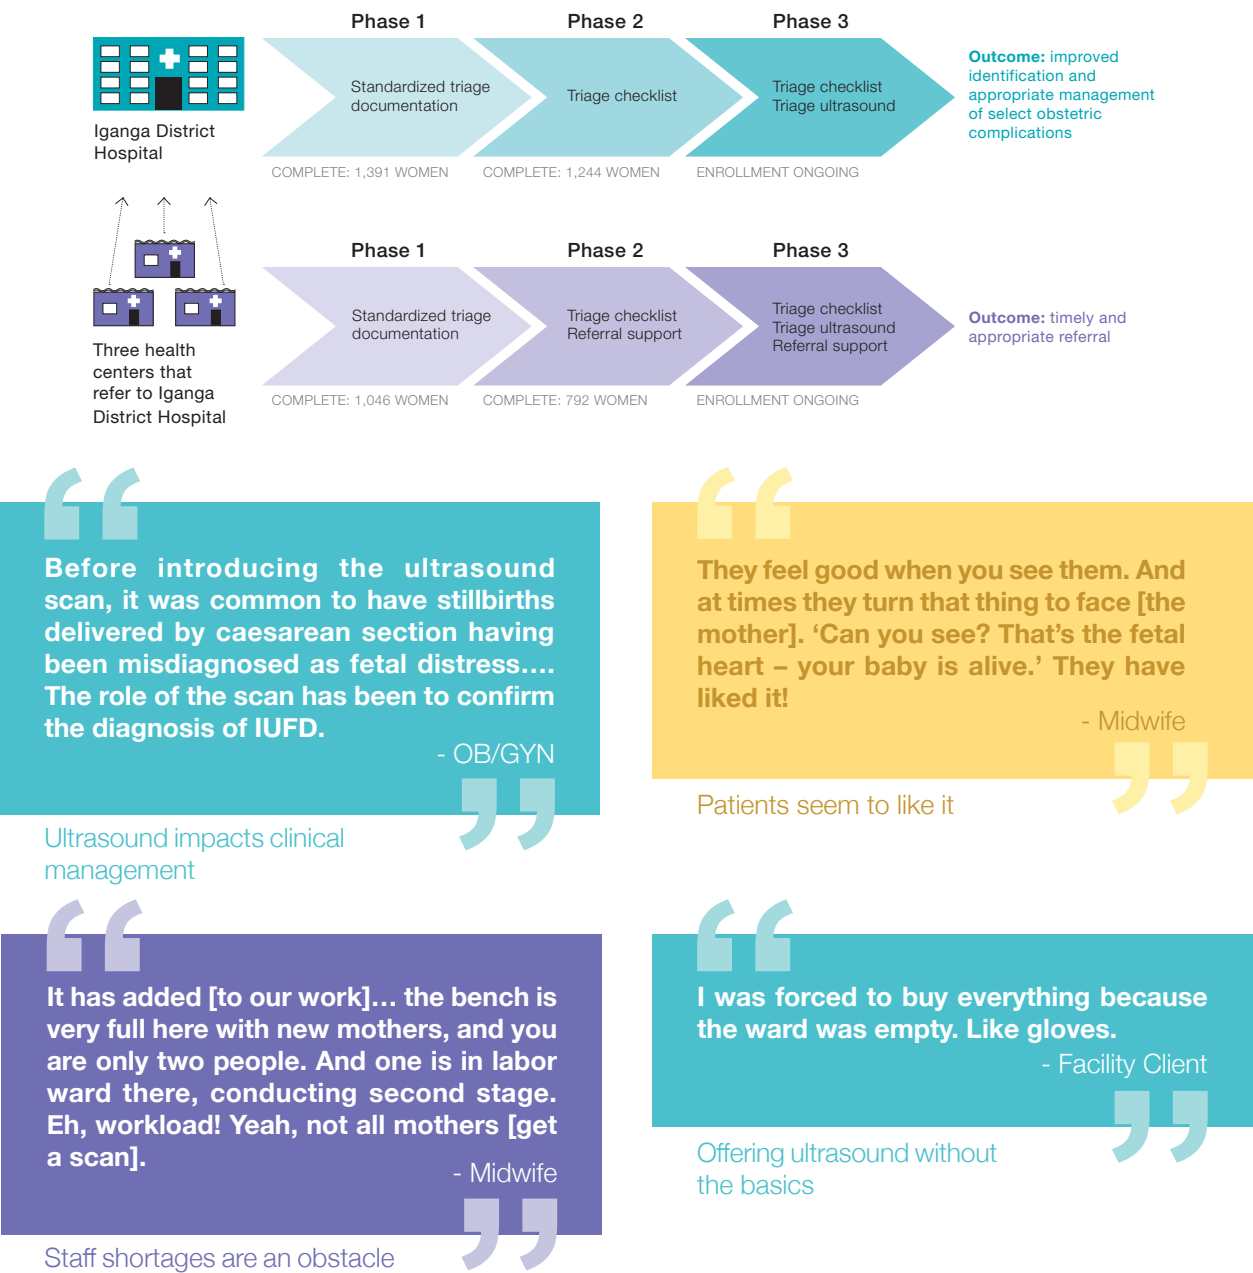 Phase 1
Phase 2
Phase 3
Standardized triage
documentation
Triage checklist
Triage checklist
Triage ultrasound
Outcome: improved
identification and
appropriate management
of select obstetric
complications
Iganga District
Hospital
COMPLETE: 1,391 WOMEN
COMPLETE: 1,244 WOMEN
ENROLLMENT ONGOING
Phase 1
Phase 2
Phase 3
Standardized triage
documentation
Triage checklist
Referral support
Triage checklist
Triage ultrasound
Referral support
Outcome: timely and
appropriate referral
Three health
centers that
refer to Iganga
District Hospital
COMPLETE: 1,046 WOMEN
COMPLETE: 792 WOMEN
ENROLLMENT ONGOING
“
Before introducing the ultrasound
scan, it was common to have stillbirths
delivered by caesarean section having
been misdiagnosed as fetal distress....
The role of the scan has been to confirm
the diagnosis of IUFD.
- OB/GYN
”
Ultrasound impacts clinical
management
“
They feel good when you see them. And
at times they turn that thing to face [the
mother]. ‘Can you see? That’s the fetal
heart – your baby is alive.’ They have
liked it!
- Midwife
”
Patients seem to like it
“
It has added [to our work]... the bench is
very full here with new mothers, and you
are only two people. And one is in labor
ward there, conducting second stage.
Eh, workload! Yeah, not all mothers [get
a scan].
- Midwife
”
Staff shortages are an obstacle
“
I was forced to buy everything because
the ward was empty. Like gloves.
- Facility Client
”
Offering ultrasound without
the basics